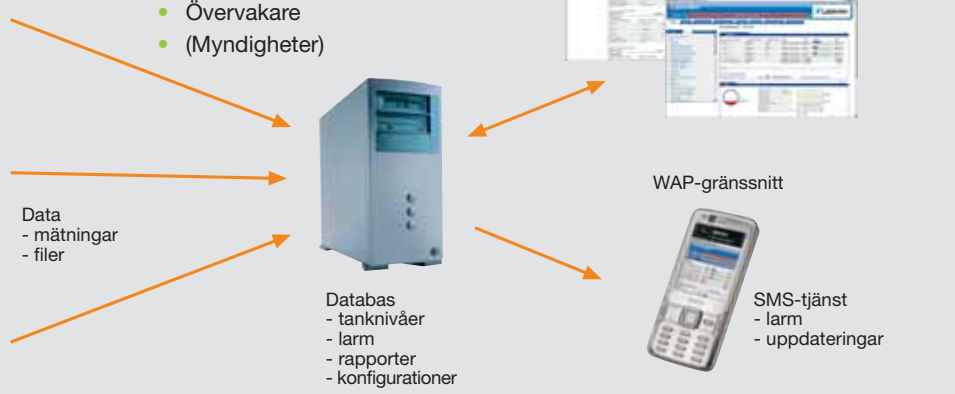 • Övervakare
• (Myndigheter)
WAP-gränssnitt
Data
- mätningar
- filer
Databas
- tanknivåer
- larm
- rapporter
- konfigurationer
SMS-tjänst
- larm
- uppdateringar